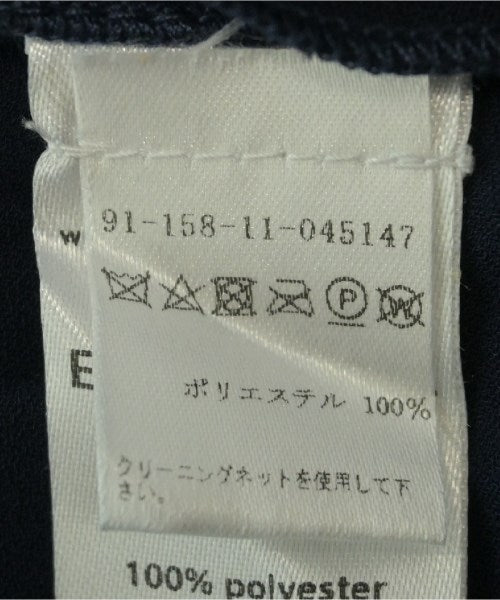 91-158-11-045147
W
P W
E
ポリエステル 100%
クリーニングネットを使用して下
さい。
100% polyester